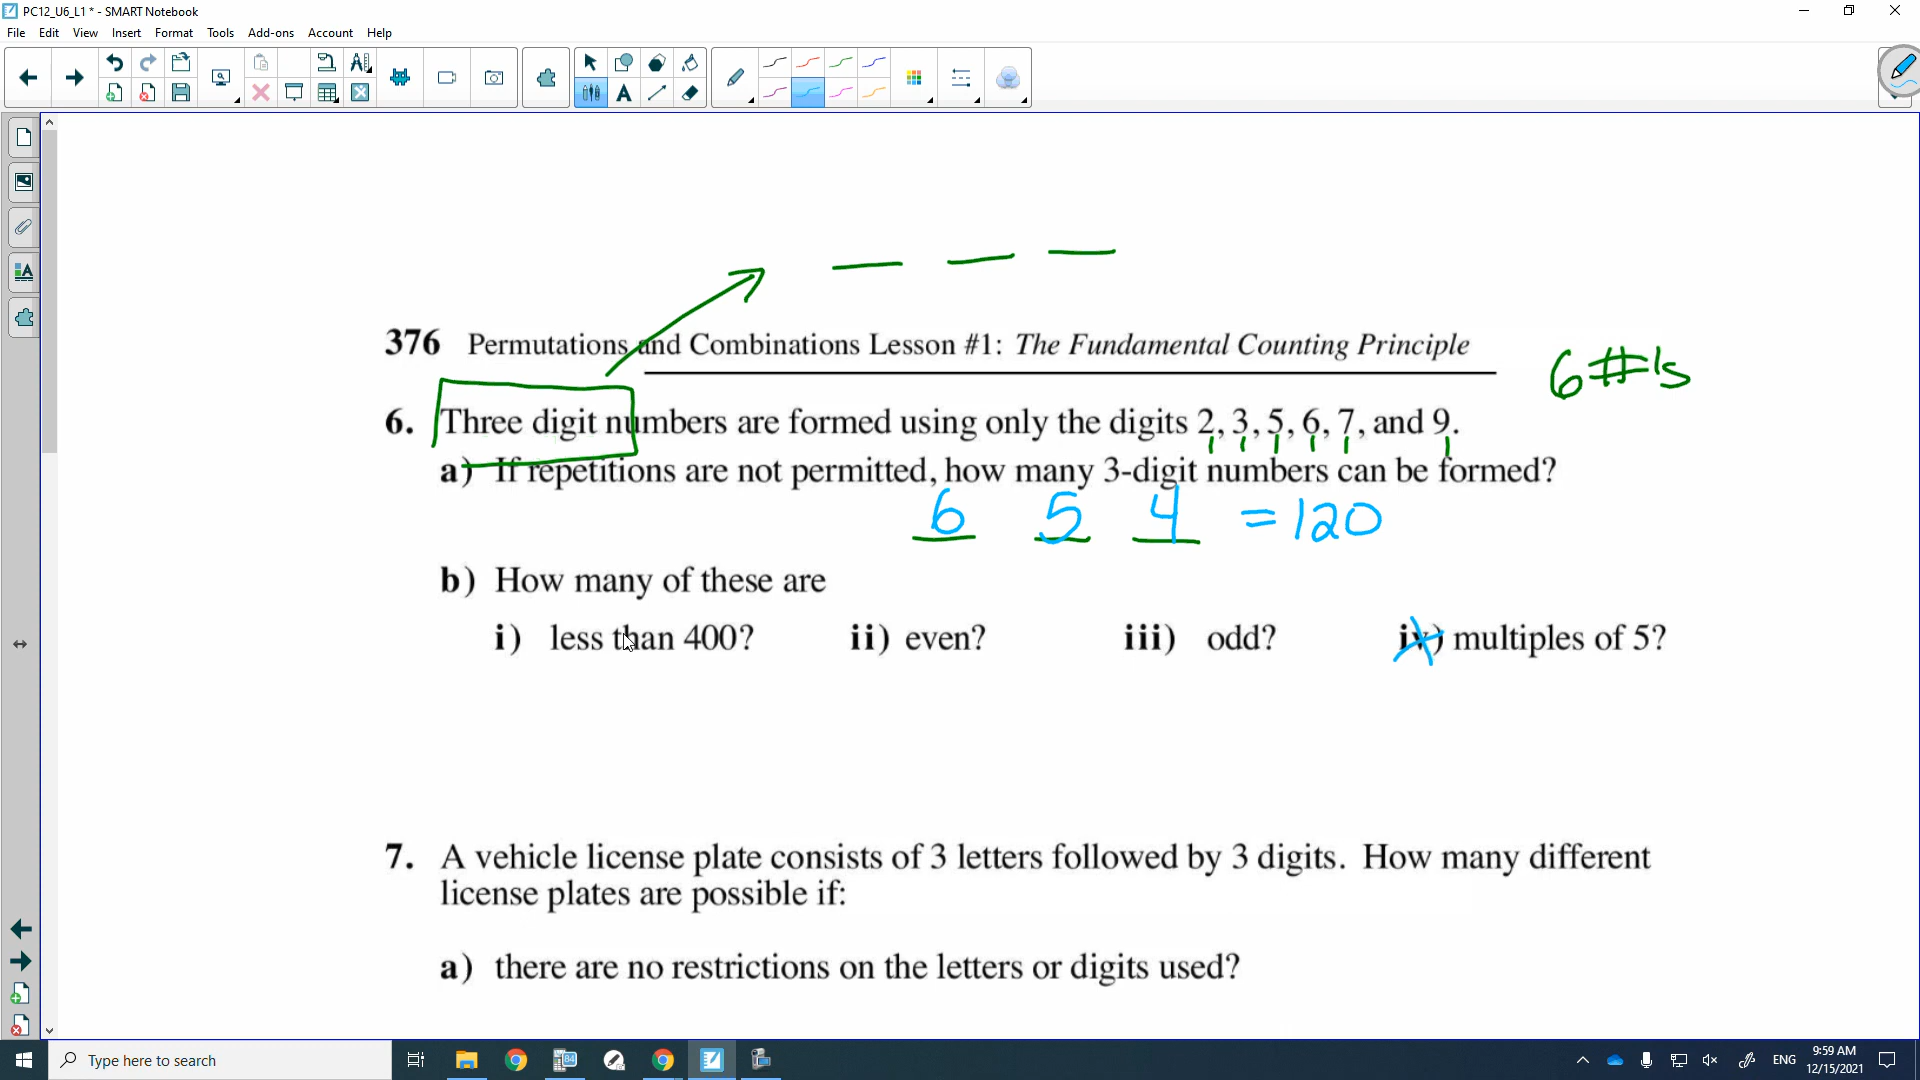 PC12_U6_L1 * - SMART Notebook
File Edit View Insert Format Tools Add-ons Account Help
376 Permutations and Combinations Lesson #1: The Fundamental Counting Principle
6 #'s
6. Three digit numbers are formed using only the digits 2, 3, 5, 6, 7, and 9.
a) If repetitions are not permitted, how many 3-digit numbers can be formed?
6 5 4 = 120
b) How many of these are
i) less than 400? ii) even? iii) odd? iv) multiples of 5?
7. A vehicle license plate consists of 3 letters followed by 3 digits. How many different
license plates are possible if:
a) there are no restrictions on the letters or digits used?
Type here to search
84
ENG
9:59 AM
12/15/2021